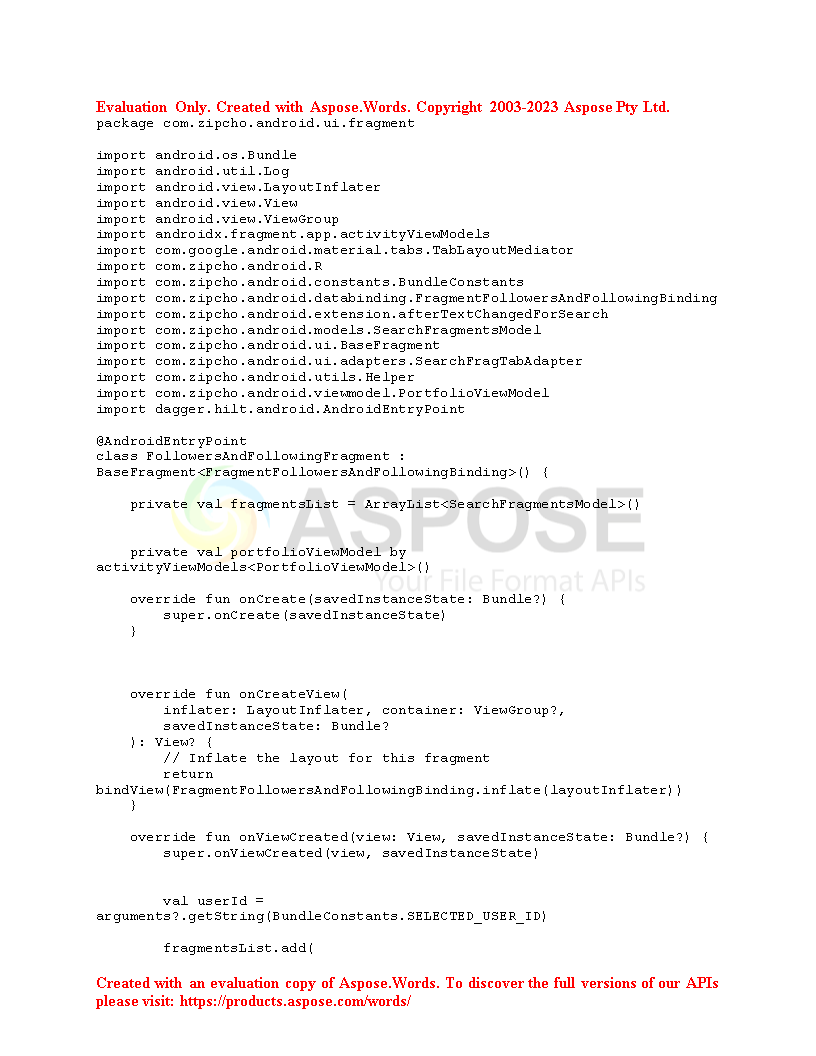 Evaluation Only. Created with Aspose.Words. Copyright 2003-2023 Aspose Pty Ltd.
package com.zipcho.android.ui.fragment

import android.os.Bundle
import android.util.Log
import android.view.LayoutInflater
import android.view.View
import android.view.ViewGroup
import androidx.fragment.app.activityViewModels
import com.google.android.material.tabs.TabLayoutMediator
import com.zipcho.android.R
import com.zipcho.android.constants.BundleConstants
import com.zipcho.android.databinding.FragmentFollowersAndFollowingBinding
import com.zipcho.android.extension.afterTextChangedForSearch
import com.zipcho.android.models.SearchFragmentsModel
import com.zipcho.android.ui.BaseFragment
import com.zipcho.android.ui.adapters.SearchFragTabAdapter
import com.zipcho.android.utils.Helper
import com.zipcho.android.viewmodel.PortfolioViewModel
import dagger.hilt.android.AndroidEntryPoint

@AndroidEntryPoint
class FollowersAndFollowingFragment :
BaseFragment<FragmentFollowersAndFollowingBinding>() {

    private val fragmentsList = ArrayList<SearchFragmentsModel>()
ASPOSE

    private val portfolioViewModel by
activityViewModels<PortfolioViewModel>()
Your File Format APIs

    override fun onCreate(savedInstanceState: Bundle?) {
        super.onCreate(savedInstanceState)
    }

    override fun onCreateView(
        inflater: LayoutInflater, container: ViewGroup?,
        savedInstanceState: Bundle?
    ): View? {
        // Inflate the layout for this fragment
        return
bindView(FragmentFollowersAndFollowingBinding.inflate(layoutInflater))
    }

    override fun onViewCreated(view: View, savedInstanceState: Bundle?) {
        super.onViewCreated(view, savedInstanceState)

        val userId =
arguments?.getString(BundleConstants.SELECTED_USER_ID)

        fragmentsList.add(

Created with an evaluation copy of Aspose.Words. To discover the full versions of our APIs
please visit: https://products.aspose.com/words/